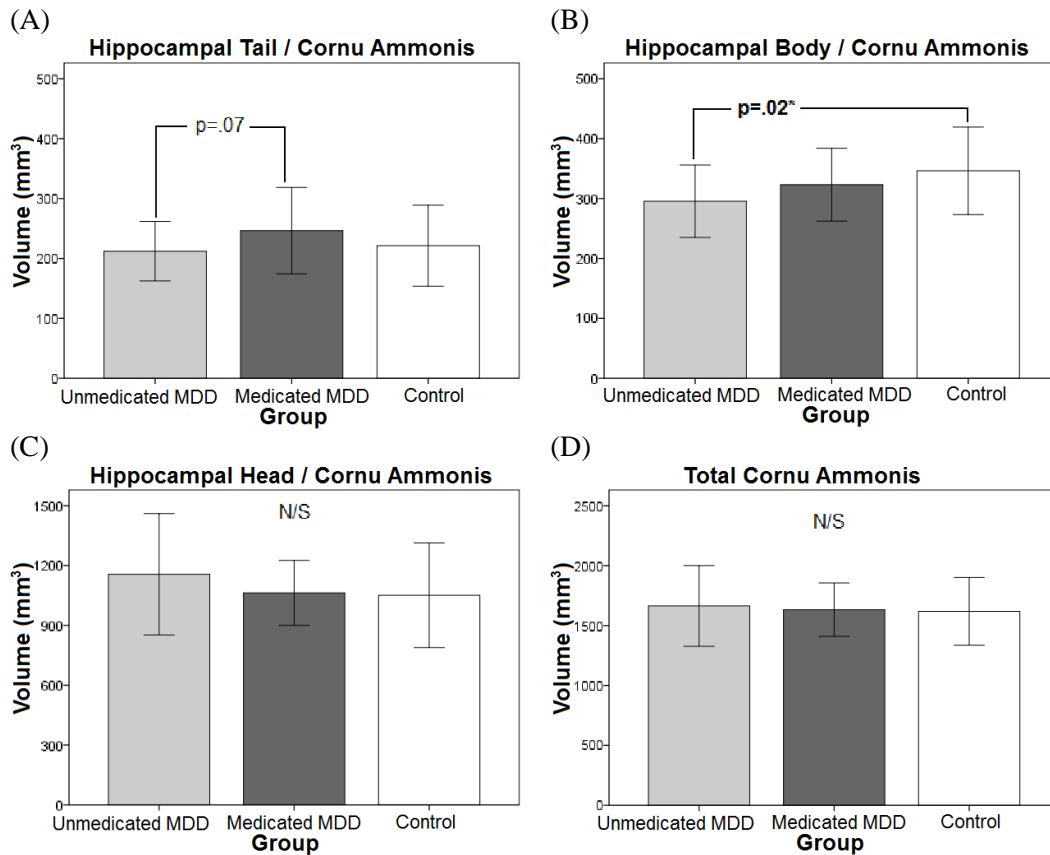 (A)
Hippocampal Tail / Cornu Ammonis
500
400
300
200
100
0
Volume (mm³)
p=.07
Unmedicated MDD Medicated MDD Control
Group
(B)
Hippocampal Body / Cornu Ammonis
500
400
300
200
100
0
Volume (mm³)
p=.02*
Unmedicated MDD Medicated MDD Control
Group
(C)
Hippocampal Head / Cornu Ammonis
1500
1200
900
600
300
0
Volume (mm³)
N/S
Unmedicated MDD Medicated MDD Control
Group
(D)
Total Cornu Ammonis
2500
2000
1500
1000
500
0
Volume (mm³)
N/S
Unmedicated MDD Medicated MDD Control
Group